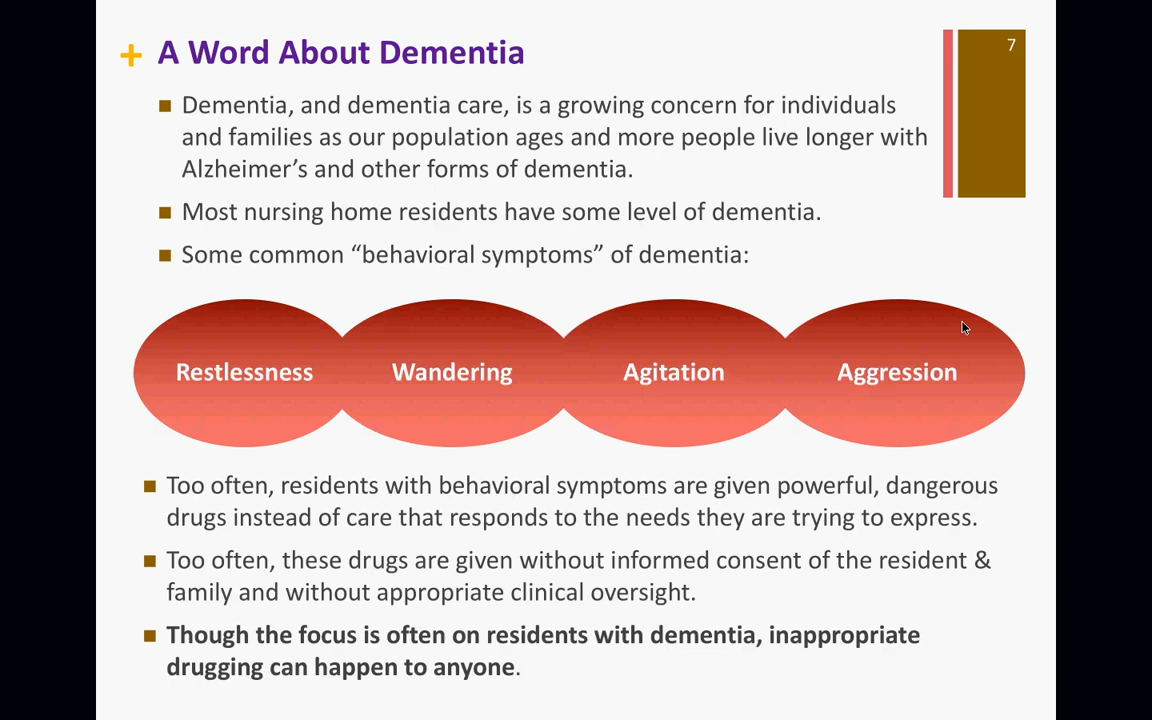 + A Word About Dementia
7
■ Dementia, and dementia care, is a growing concern for individuals
and families as our population ages and more people live longer with
Alzheimer’s and other forms of dementia.
■ Most nursing home residents have some level of dementia.
■ Some common “behavioral symptoms” of dementia:
Restlessness Wandering Agitation Aggression
■ Too often, residents with behavioral symptoms are given powerful, dangerous
drugs instead of care that responds to the needs they are trying to express.
■ Too often, these drugs are given without informed consent of the resident &
family and without appropriate clinical oversight.
■ Though the focus is often on residents with dementia, inappropriate
drugging can happen to anyone.